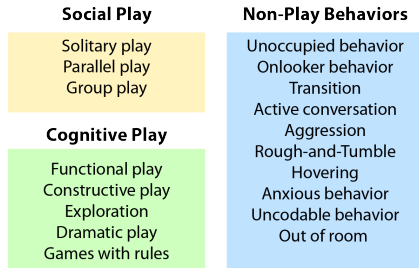 Social Play
Solitary play
Parallel play
Group play
Cognitive Play
Functional play
Constructive play
Exploration
Dramatic play
Games with rules
Non-Play Behaviors
Unoccupied behavior
Onlooker behavior
Transition
Active conversation
Aggression
Rough-and-Tumble
Hovering
Anxious behavior
Uncodable behavior
Out of room